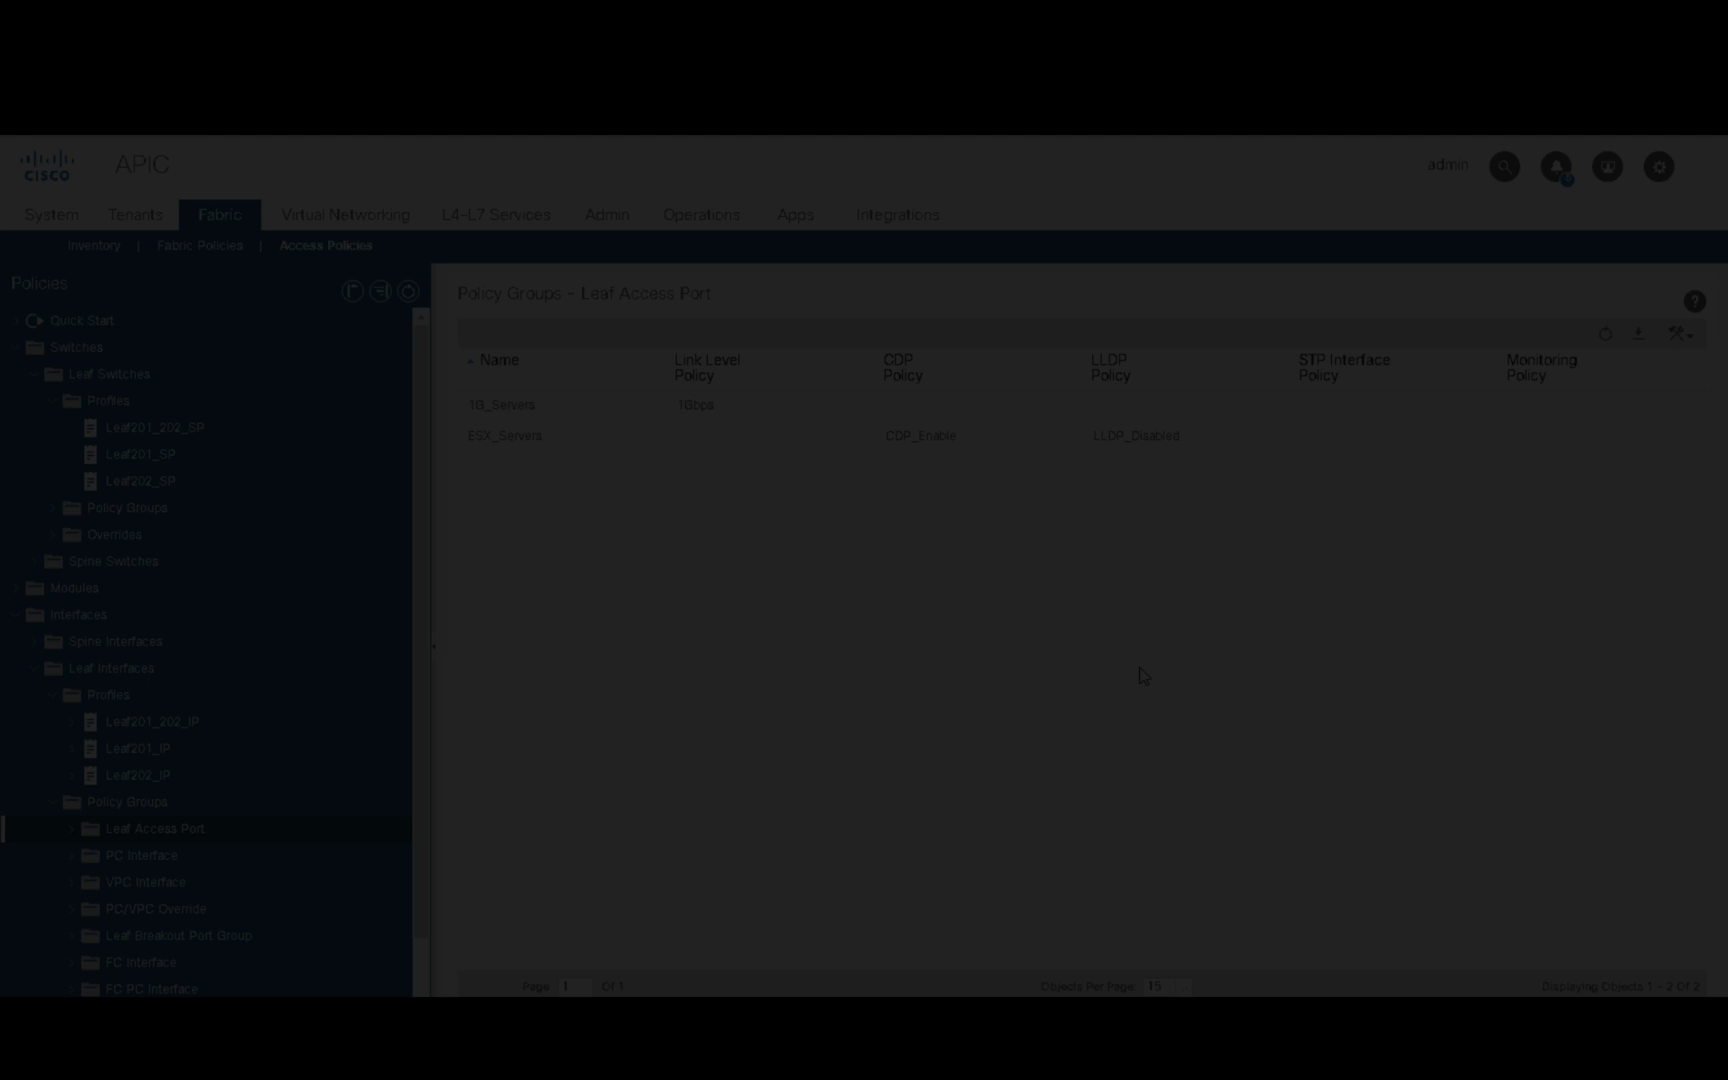 CISCO
APIC
admin
System Tenants Fabric Virtual Networking L4-L7 Services Admin Operations Apps Integrations
Inventory | Fabric Policies | Access Policies
Policies
Quick Start
Switches
Leaf Switches
Profiles
Leaf201_202_SP
Leaf201_SP
Leaf202_SP
Policy Groups
Overrides
Spine Switches
Modules
Interfaces
Spine Interfaces
Leaf Interfaces
Profiles
Leaf201_202_IP
Leaf201_IP
Leaf202_IP
Policy Groups
Leaf Access Port
PC Interface
VPC Interface
PC/VPC Override
Leaf Breakout Port Group
FC Interface
FC PC Interface
Policy Groups - Leaf Access Port
?
Name Link Level Policy CDP Policy LLDP Policy STP Interface Policy Monitoring Policy
1G_Servers 1Gbps
ESX_Servers CDP_Enable LLDP_Disabled
Page 1 Of 1 Objects Per Page: 15 Displaying Objects 1 - 2 Of 2